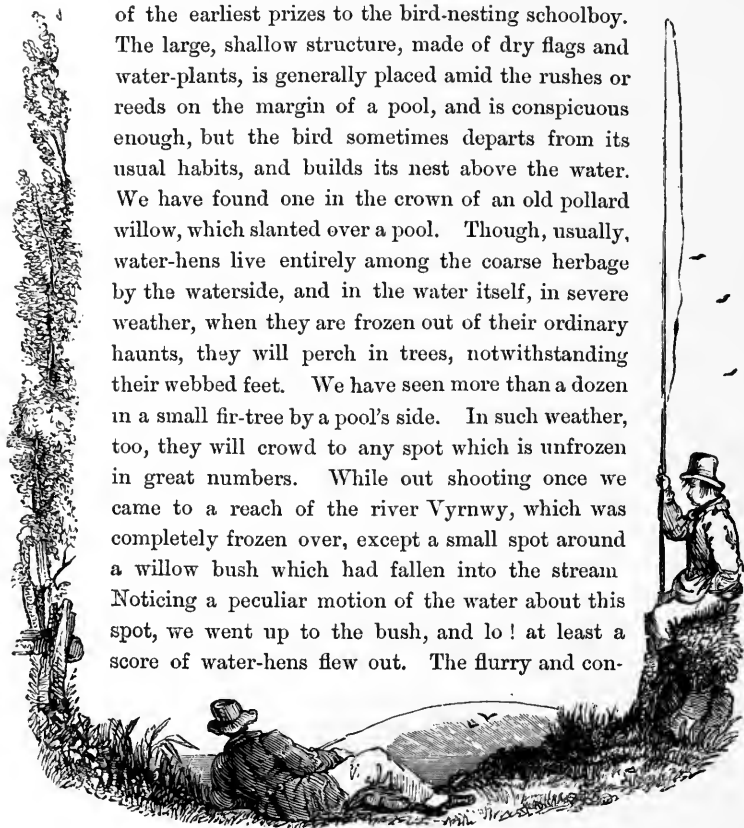 of the earliest prizes to the bird-nesting schoolboy.
The large, shallow structure, made of dry flags and
water-plants, is generally placed amid the rushes or
reeds on the margin of a pool, and is conspicuous
enough, but the bird sometimes departs from its
usual habits, and builds its nest above the water.
We have found one in the crown of an old pollard
willow, which slanted over a pool. Though, usually,
water-hens live entirely among the coarse herbage
by the waterside, and in the water itself, in severe
weather, when they are frozen out of their ordinary
haunts, they will perch in trees, notwithstanding
their webbed feet. We have seen more than a dozen
in a small fir-tree by a pool's side. In such weather,
too, they will crowd to any spot which is unfrozen
in great numbers. While out shooting once we
came to a reach of the river Vyrnwy, which was
completely frozen over, except a small spot around
a willow bush which had fallen into the stream
Noticing a peculiar motion of the water about this
spot, we went up to the bush, and lo ! at least a
score of water-hens flew out. The flurry and con-